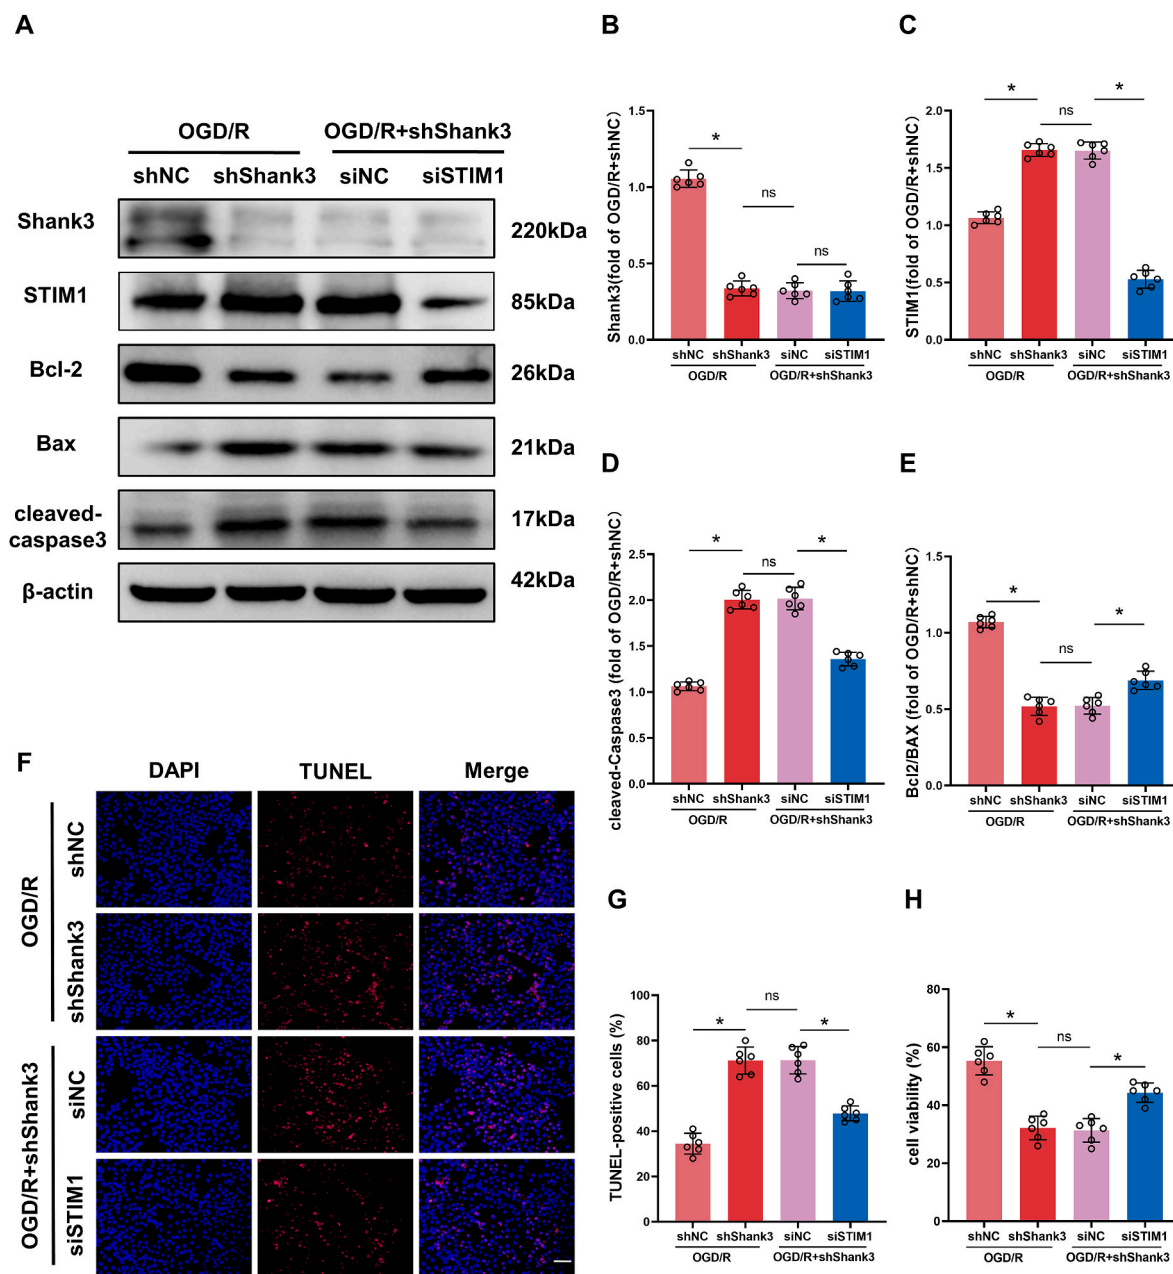 A
OGD/R
OGD/R+shShank3
shNC
shShank3
siNC
siSTIM1
Shank3
220kDa
STIM1
85kDa
Bcl-2
26kDa
Bax
21kDa
cleaved-
caspase3
17kDa
β-actin
42kDa
B
Shank3(fold of OGD/R+shNC)
1.5
1.0
0.5
0.0
*
ns
ns
shNC
shShank3
siNC
siSTIM1
OGD/R
OGD/R+shShank3
C
STIM1(fold of OGD/R+shNC)
2.0
1.5
1.0
0.5
0.0
*
ns
*
shNC
shShank3
siNC
siSTIM1
OGD/R
OGD/R+shShank3
D
cleaved-Caspase3 (fold of OGD/R+shNC)
2.5
2.0
1.5
1.0
0.5
0.0
*
ns
*
shNC
shShank3
siNC
siSTIM1
OGD/R
OGD/R+shShank3
E
Bcl2/BAX (fold of OGD/R+shNC)
1.5
1.0
0.5
0.0
*
ns
*
shNC
shShank3
siNC
siSTIM1
OGD/R
OGD/R+shShank3
F
DAPI
TUNEL
Merge
OGD/R
shNC
shShank3
OGD/R+shShank3
siNC
siSTIM1
G
TUNEL-positive cells (%)
100
80
60
40
20
0
*
ns
*
shNC
shShank3
siNC
siSTIM1
OGD/R
OGD/R+shShank3
H
cell viability (%)
80
60
40
20
0
*
ns
*
shNC
shShank3
siNC
siSTIM1
OGD/R
OGD/R+shShank3